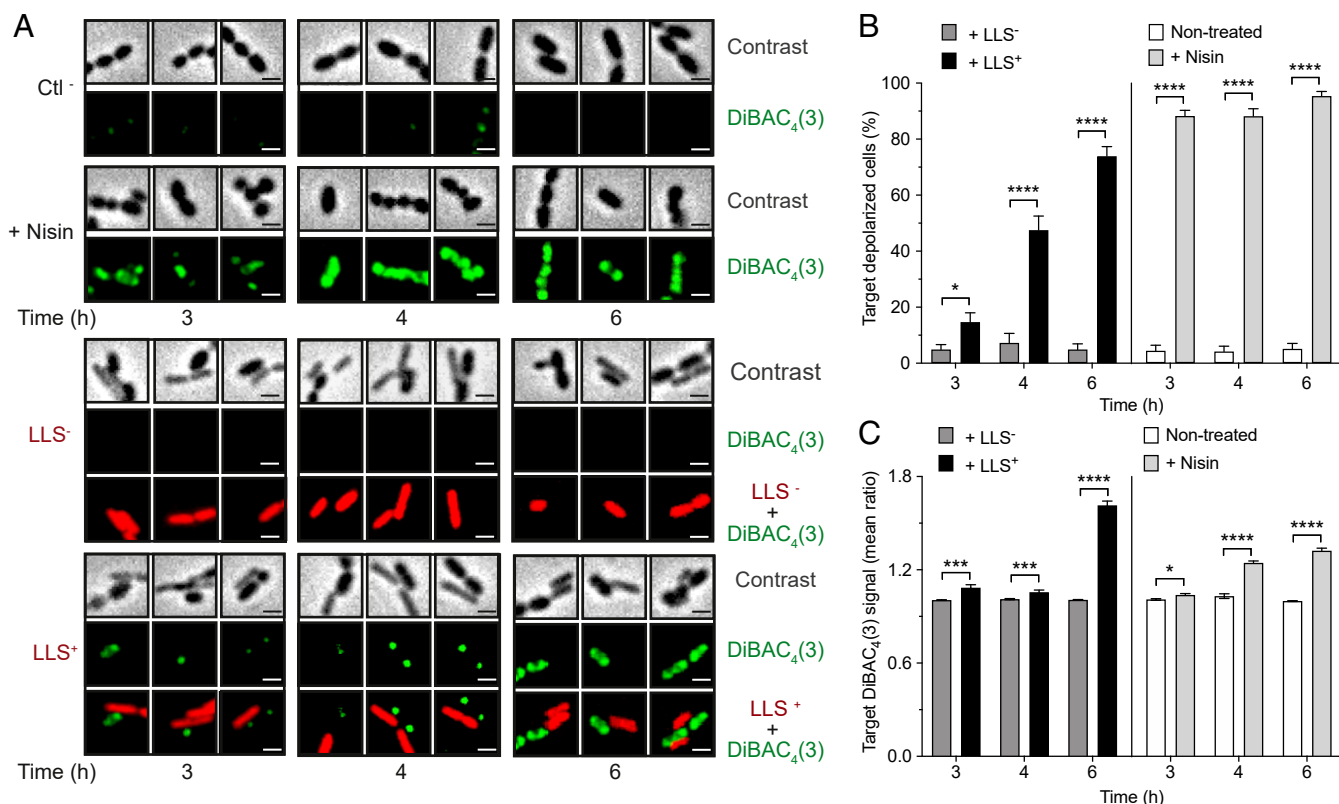 A
Ctl -
Contrast
DiBAC4(3)
+ Nisin
Contrast
DiBAC4(3)
Time (h) 3 4 6
LLS-
Contrast
DiBAC4(3)
LLS -
+
DiBAC4(3)
LLS+
Contrast
DiBAC4(3)
LLS +
+
DiBAC4(3)
Time (h) 3 4 6
B
+ LLS-
+ LLS+
Non-treated
+ Nisin
Target depolarized cells (%)
100
80
60
40
20
0
* **** **** **** **** ****
3 4 6 3 4 6
Time (h)
C
+ LLS-
+ LLS+
Non-treated
+ Nisin
Target DiBAC4(3) signal (mean ratio)
1.8
1.2
0.6
0.0
*** *** **** * **** ****
3 4 6 3 4 6
Time (h)